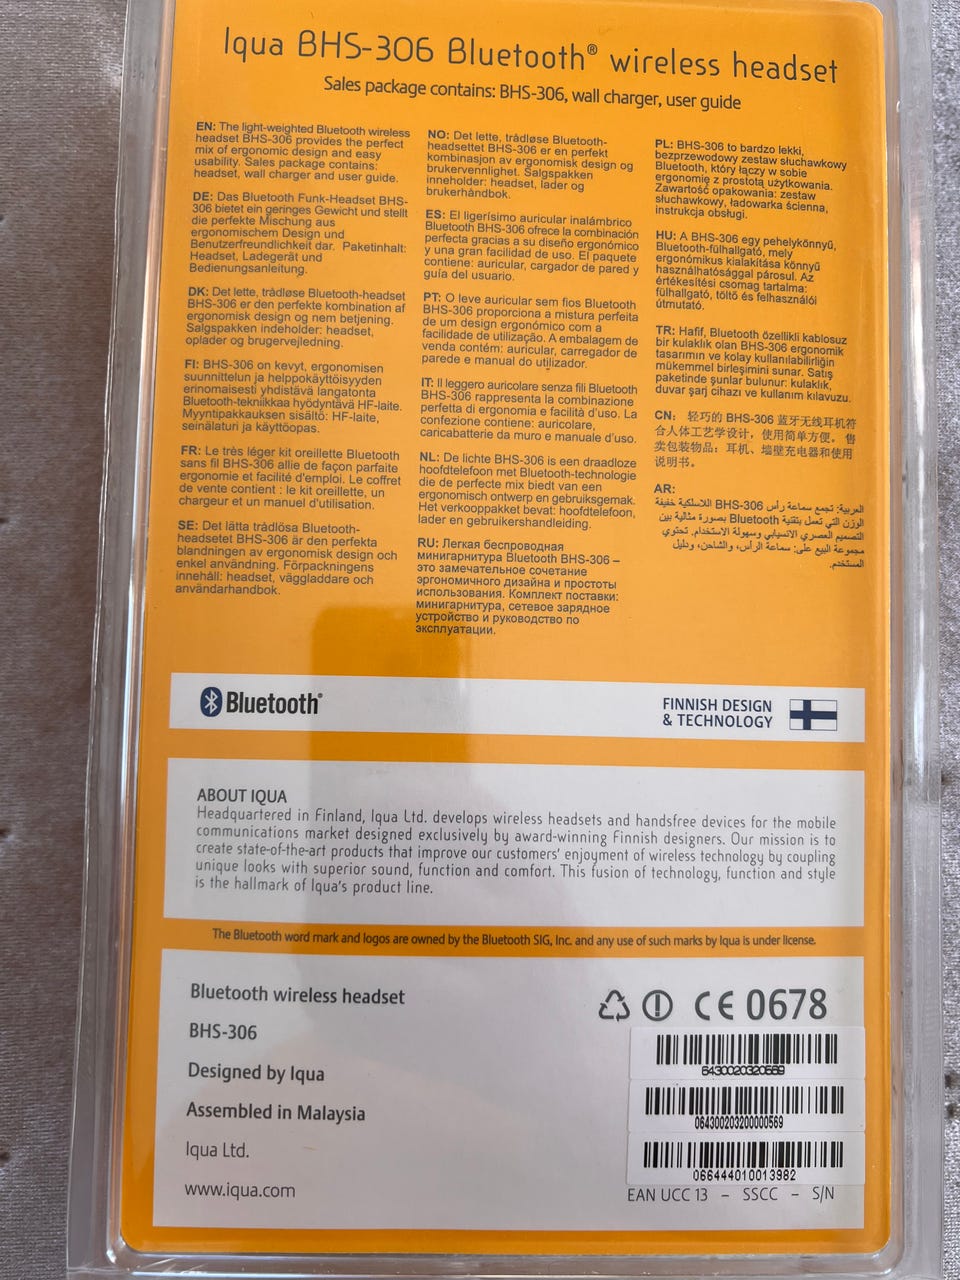 Iqua BHS-306 Bluetooth® wireless headset
Sales package contains: BHS-306, wall charger, user guide
EN: The light-weighted Bluetooth wireless
headset BHS-306 provides the perfect
mix of ergonomic design and easy
usability. Sales package contains:
headset, wall charger and user guide.
DE: Das Bluetooth Funk-Headset BHS-
306 bietet ein geringes Gewicht und stellt
die perfekte Mischung aus
ergonomischem Design und
Benutzerfreundlichkeit dar. Paketinhalt:
Headset, Ladegerät und
Bedienungsanleitung.
DK: Det lette, trådløse Bluetooth-headset
BHS-306 er den perfekte kombination af
ergonomisk design og nem betjening.
Salgspakken indeholder: headset,
oplader og brugervejledning.
FI: BHS-306 on kevyt, ergonomisen
suunnittelun ja helppokäyttöisyyden
erinomaisesti yhdistävä langatonta
Bluetooth-tekniikkaa hyödyntävä HF-laite.
Myyntipakkauksen sisältö: HF-laite,
seinälaturi ja käyttöopas.
FR: Le très léger kit oreillette Bluetooth
sans fil BHS-306 allie de façon parfaite
ergonomie et facilité d'emploi. Le coffret
de vente contient : le kit oreillette, un
chargeur et un manuel d'utilisation.
SE: Det lätta trådlösa Bluetooth-
headsetet BHS-306 är den perfekta
blandningen av ergonomisk design och
enkel användning. Förpackningens
innehåll: headset, väggladdare och
användarhandbok.
NO: Det lette, trådløse Bluetooth-
headsettet BHS-306 er en perfekt
kombinasjon av ergonomisk design og
brukervennlighet. Salgspakken
inneholder: headset, lader og
brukerhåndbok.
ES: El ligerísimo auricular inalámbrico
Bluetooth BHS-306 ofrece la combinación
perfecta gracias a su diseño ergonómico
y una gran facilidad de uso. El paquete
contiene: auricular, cargador de pared y
guía del usuario.
PT: O leve auricular sem fios Bluetooth
BHS-306 proporciona a mistura perfeita
de um design ergonómico com a
facilidade de utilização. A embalagem de
venda contém: auricular, carregador de
parede e manual do utilizador.
IT: Il leggero auricolare senza fili Bluetooth
BHS-306 rappresenta la combinazione
perfetta di ergonomia e facilità d'uso. La
confezione contiene: auricolare,
caricabatterie da muro e manuale d'uso.
NL: De lichte BHS-306 is een draadloze
hoofdtelefoon met Bluetooth-technologie
die de perfecte mix biedt van een
ergonomisch ontwerp en gebruiksgemak.
Het verkooppakket bevat: hoofdtelefoon,
lader en gebruikershandleiding.
RU: Легкая беспроводная
минигарнитура Bluetooth BHS-306 –
это замечательное сочетание
эргономичного дизайна и простоты
использования. Комплект поставки:
минигарнитура, сетевое зарядное
устройство и руководство по
эксплуатации.
PL: BHS-306 to bardzo lekki,
bezprzewodowy zestaw słuchawkowy
Bluetooth, który łączy w sobie
ergonomię z prostotą użytkowania.
Zawartość opakowania: zestaw
słuchawkowy, ładowarka ścienna,
instrukcja obsługi.
HU: A BHS-306 egy pehelykönnyű,
Bluetooth-fülhallgató, mely
ergonómikus kialakítása könnyű
használhatósággal párosul. Az
értékesítési csomag tartalma:
fülhallgató, töltő és felhasználói
útmutató.
TR: Hafif, Bluetooth özellikli kablosuz
bir kulaklık olan BHS-306 ergonomik
tasarımın ve kolay kullanılabilirliğin
mükemmel birleşimini sunar. Satış
paketinde şunlar bulunur: kulaklık,
duvar şarj cihazı ve kullanım kılavuzu.
CN: 轻巧的 BHS-306 蓝牙无线耳机符
合人体工艺学设计，使用简单方便。售
卖包装物品：耳机、墙壁充电器和使用
说明书。
AR:
العربية: تجمع سماعة رأس BHS-306 اللاسلكية خفيفة
الوزن التي تعمل بتقنية Bluetooth بصورة مثالية بين
التصميم العصري الانسيابي وسهولة الاستخدام. تحتوي
مجموعة البيع على: سماعة الرأس، والشاحن، ودليل
المستخدم.
Bluetooth®
FINNISH DESIGN
& TECHNOLOGY
ABOUT IQUA
Headquartered in Finland, Iqua Ltd. develops wireless headsets and handsfree devices for the mobile
communications market designed exclusively by award-winning Finnish designers. Our mission is to
create state-of-the-art products that improve our customers' enjoyment of wireless technology by coupling
unique looks with superior sound, function and comfort. This fusion of technology, function and style
is the hallmark of Iqua's product line.
The Bluetooth word mark and logos are owned by the Bluetooth SIG, Inc. and any use of such marks by Iqua is under license.
Bluetooth wireless headset
BHS-306
Designed by Iqua
Assembled in Malaysia
Iqua Ltd.
www.iqua.com
CE 0678
6430020320569
064300203200000569
066444010013982
EAN UCC 13 – SSCC – S/N